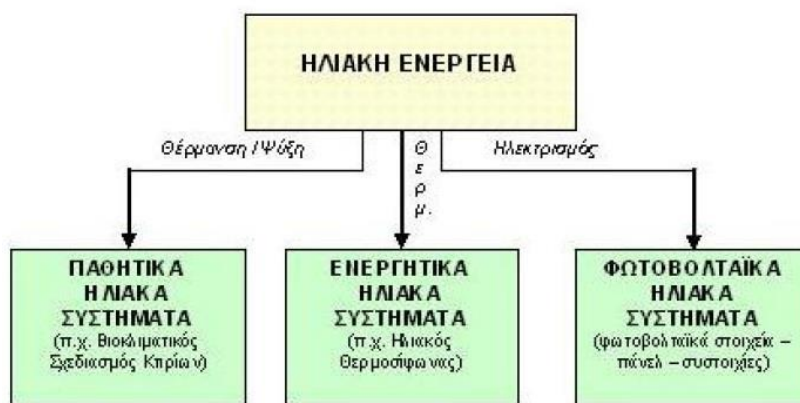 ΗΛΙΑΚΗ ΕΝΕΡΓΕΙΑ
Θέρμανση / Ψύξη
Θερμ.
Ηλεκτρισμός
ΠΑΘΗΤΙΚΑ
ΗΛΙΑΚΑ
ΣΥΣΤΗΜΑΤΑ
(π.χ. Βιοκλιματικός
Σχεδιασμός Κτιρίων)
ΕΝΕΡΓΗΤΙΚΑ
ΗΛΙΑΚΑ
ΣΥΣΤΗΜΑΤΑ
(π.χ. Ηλιακός
Θερμοσίφωνας)
ΦΩΤΟΒΟΛΤΑΪΚΑ
ΗΛΙΑΚΑ
ΣΥΣΤΗΜΑΤΑ
(φωτοβολταϊκά στοιχεία –
πάνελ – συστοιχίες)